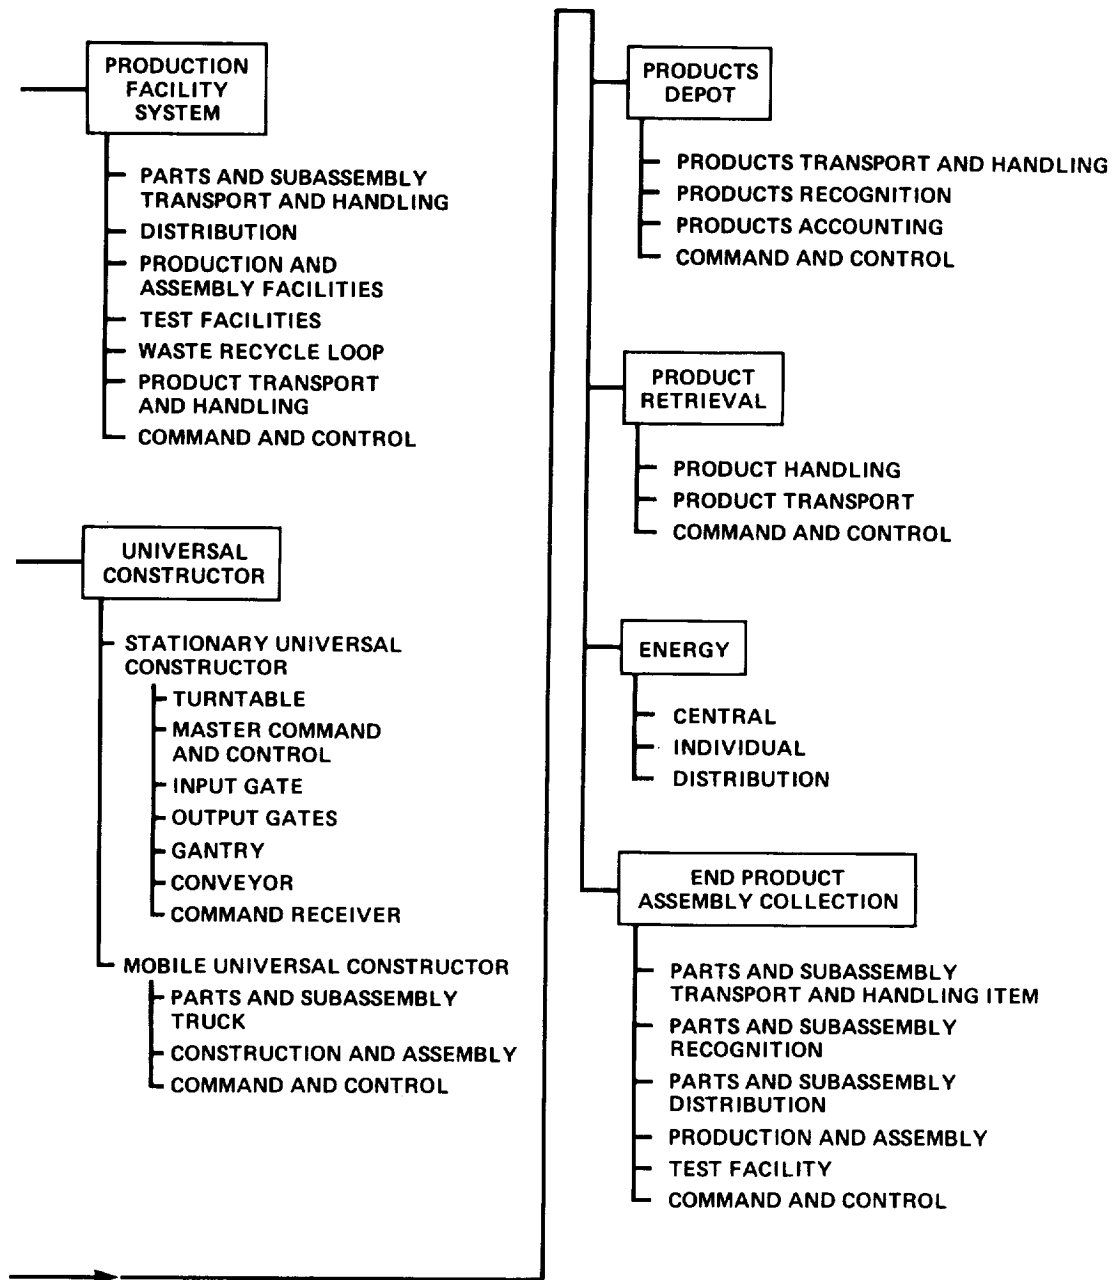 PRODUCTION
FACILITY
SYSTEM
PARTS AND SUBASSEMBLY
TRANSPORT AND HANDLING
DISTRIBUTION
PRODUCTION AND
ASSEMBLY FACILITIES
TEST FACILITIES
WASTE RECYCLE LOOP
PRODUCT TRANSPORT
AND HANDLING
COMMAND AND CONTROL
UNIVERSAL
CONSTRUCTOR
STATIONARY UNIVERSAL
CONSTRUCTOR
TURNTABLE
MASTER COMMAND
AND CONTROL
INPUT GATE
OUTPUT GATES
GANTRY
CONVEYOR
COMMAND RECEIVER
MOBILE UNIVERSAL CONSTRUCTOR
PARTS AND SUBASSEMBLY
TRUCK
CONSTRUCTION AND ASSEMBLY
COMMAND AND CONTROL
PRODUCTS
DEPOT
PRODUCTS TRANSPORT AND HANDLING
PRODUCTS RECOGNITION
PRODUCTS ACCOUNTING
COMMAND AND CONTROL
PRODUCT
RETRIEVAL
PRODUCT HANDLING
PRODUCT TRANSPORT
COMMAND AND CONTROL
ENERGY
CENTRAL
INDIVIDUAL
DISTRIBUTION
END PRODUCT
ASSEMBLY COLLECTION
PARTS AND SUBASSEMBLY
TRANSPORT AND HANDLING ITEM
PARTS AND SUBASSEMBLY
RECOGNITION
PARTS AND SUBASSEMBLY
DISTRIBUTION
PRODUCTION AND ASSEMBLY
TEST FACILITY
COMMAND AND CONTROL